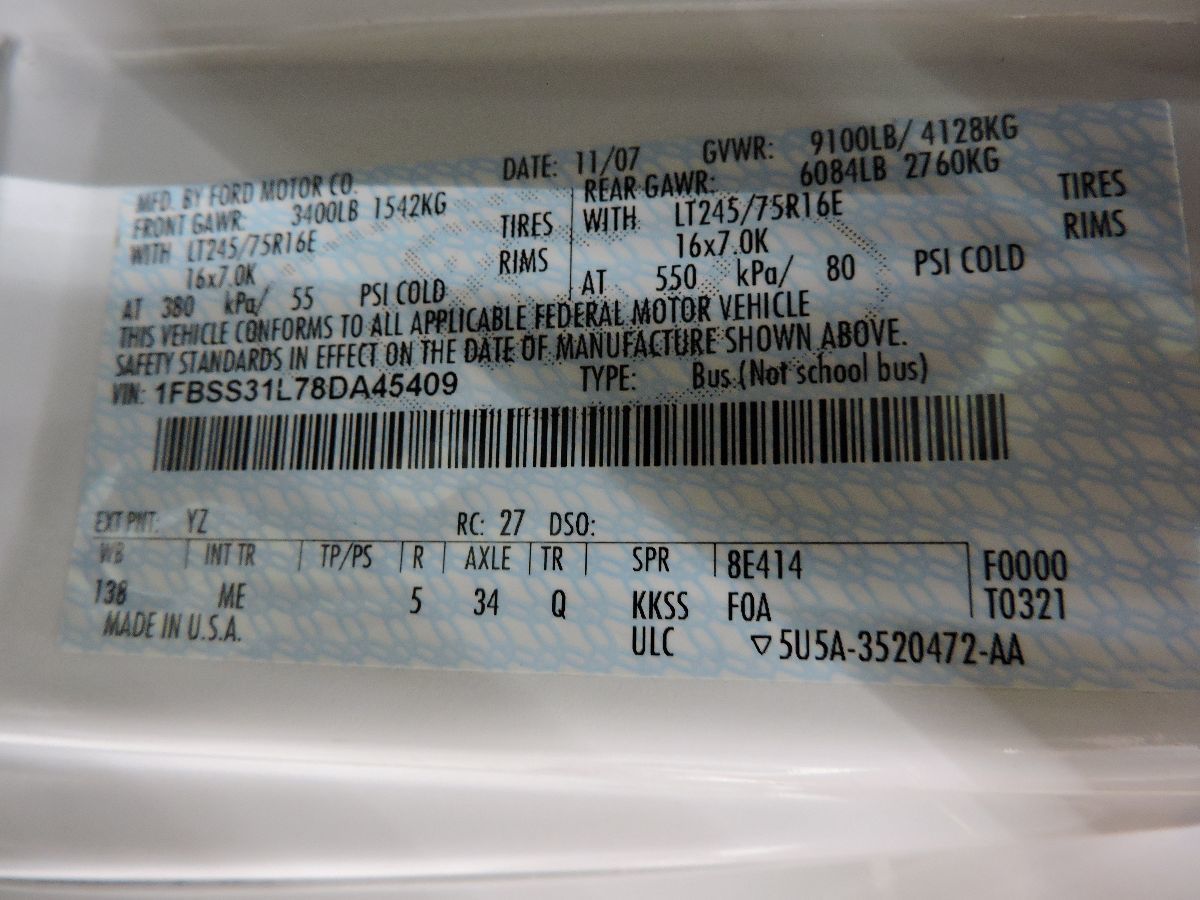 MFD. BY FORD MOTOR CO. DATE: 11/07 GVWR: 9100LB/ 4128KG
FRONT GAWR: 3400LB 1542KG REAR GAWR: 6084LB 2760KG
WITH LT245/75R16E TIRES WITH LT245/75R16E TIRES
16x7.0K RIMS 16x7.0K RIMS
AT 380 kPa/ 55 PSI COLD AT 550 kPa/ 80 PSI COLD
THIS VEHICLE CONFORMS TO ALL APPLICABLE FEDERAL MOTOR VEHICLE
SAFETY STANDARDS IN EFFECT ON THE DATE OF MANUFACTURE SHOWN ABOVE.
VIN: 1FBSS31L78DA45409 TYPE: Bus (Not school bus)
EXT PNT: YZ RC: 27 DSO:
WB INT TR TP/PS R AXLE TR SPR 8E414 F0000
138 ME 5 34 Q KKSS F0A T0321
MADE IN U.S.A. ULC ▽5U5A-3520472-AA